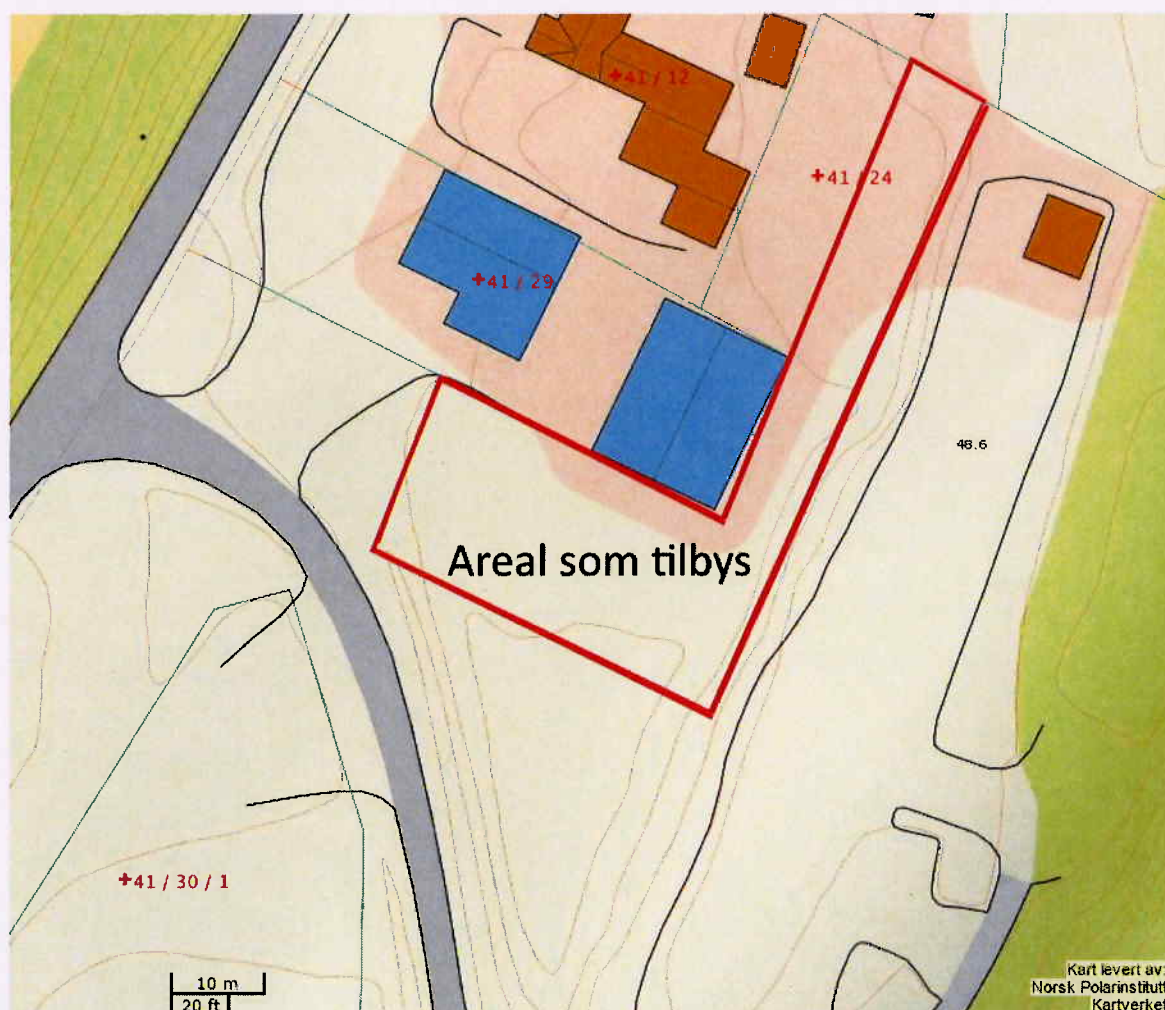 +41 / 12
+41 / 24
+41 / 29
48.6
Areal som tilbys
+41 / 30 / 1
10 m
20 ft
Kart levert av:
Norsk Polarinstitutt
Kartverket